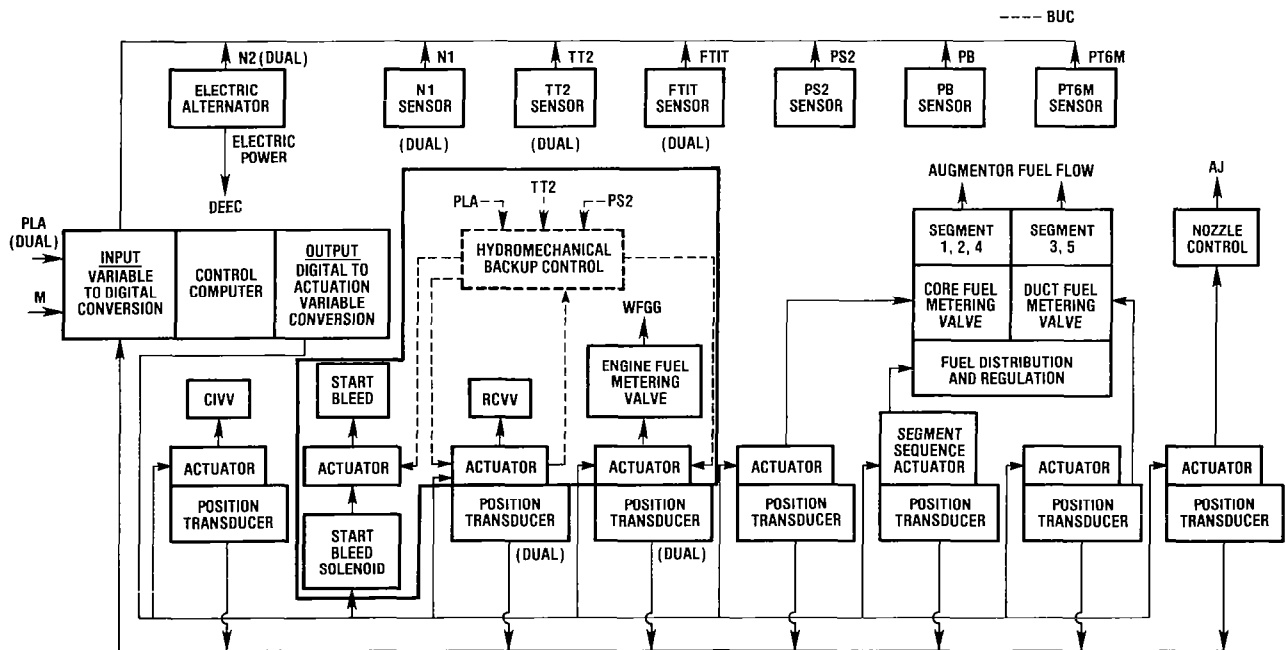 ---- BUC
N2 (DUAL)
N1
TT2
FTIT
PS2
PB
PT6M
ELECTRIC
ALTERNATOR
N1
SENSOR
TT2
SENSOR
FTIT
SENSOR
PS2
SENSOR
PB
SENSOR
PT6M
SENSOR
(DUAL)
(DUAL)
(DUAL)
ELECTRIC
POWER
DEEC
PLA
(DUAL)
M
INPUT
VARIABLE
TO DIGITAL
CONVERSION
CONTROL
COMPUTER
OUTPUT
DIGITAL TO
ACTUATION
VARIABLE
CONVERSION
PLA
TT2
PS2
HYDROMECHANICAL
BACKUP CONTROL
AUGMENTOR FUEL FLOW
SEGMENT
1, 2, 4
SEGMENT
3, 5
CORE FUEL
METERING
VALVE
DUCT FUEL
METERING
VALVE
FUEL DISTRIBUTION
AND REGULATION
AJ
NOZZLE
CONTROL
WFGG
ENGINE FUEL
METERING
VALVE
CIVV
START
BLEED
RCVV
ACTUATOR
POSITION
TRANSDUCER
ACTUATOR
START
BLEED
SOLENOID
ACTUATOR
POSITION
TRANSDUCER
(DUAL)
ACTUATOR
POSITION
TRANSDUCER
(DUAL)
ACTUATOR
POSITION
TRANSDUCER
SEGMENT
SEQUENCE
ACTUATOR
POSITION
TRANSDUCER
ACTUATOR
POSITION
TRANSDUCER
ACTUATOR
POSITION
TRANSDUCER